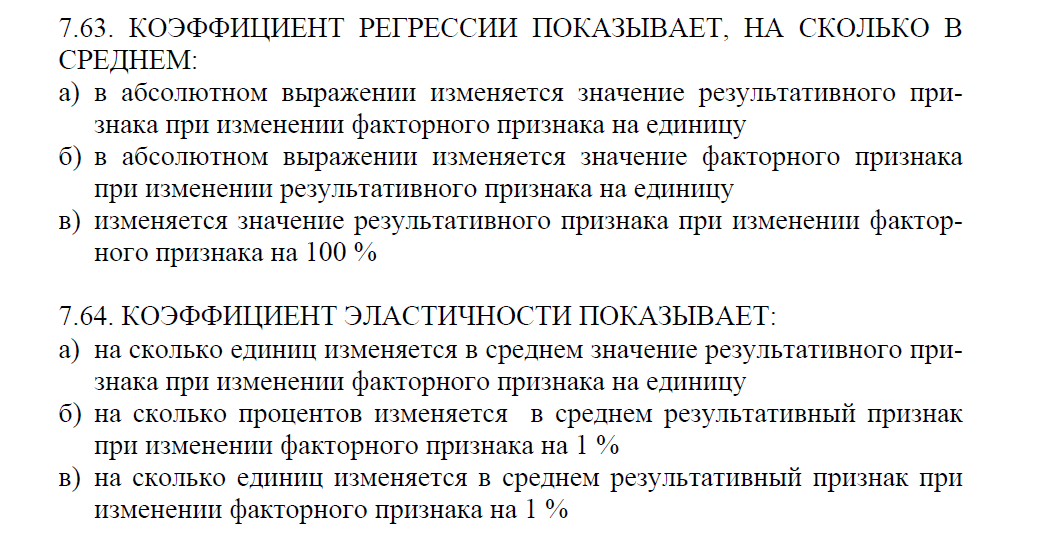 7.63. КОЭФФИЦИЕНТ РЕГРЕССИИ ПОКАЗЫВАЕТ, НА СКОЛЬКО В
СРЕДНЕМ:
а) в абсолютном выражении изменяется значение результативного при-
знака при изменении факторного признака на единицу
б) в абсолютном выражении изменяется значение факторного признака
при изменении результативного признака на единицу
в) изменяется значение результативного признака при изменении фактор-
ного признака на 100 %
7.64. КОЭФФИЦИЕНТ ЭЛАСТИЧНОСТИ ПОКАЗЫВАЕТ:
а) на сколько единиц изменяется в среднем значение результативного при-
знака при изменении факторного признака на единицу
б) на сколько процентов изменяется в среднем результативный признак
при изменении факторного признака на 1 %
в) на сколько единиц изменяется в среднем результативный признак при
изменении факторного признака на 1 %